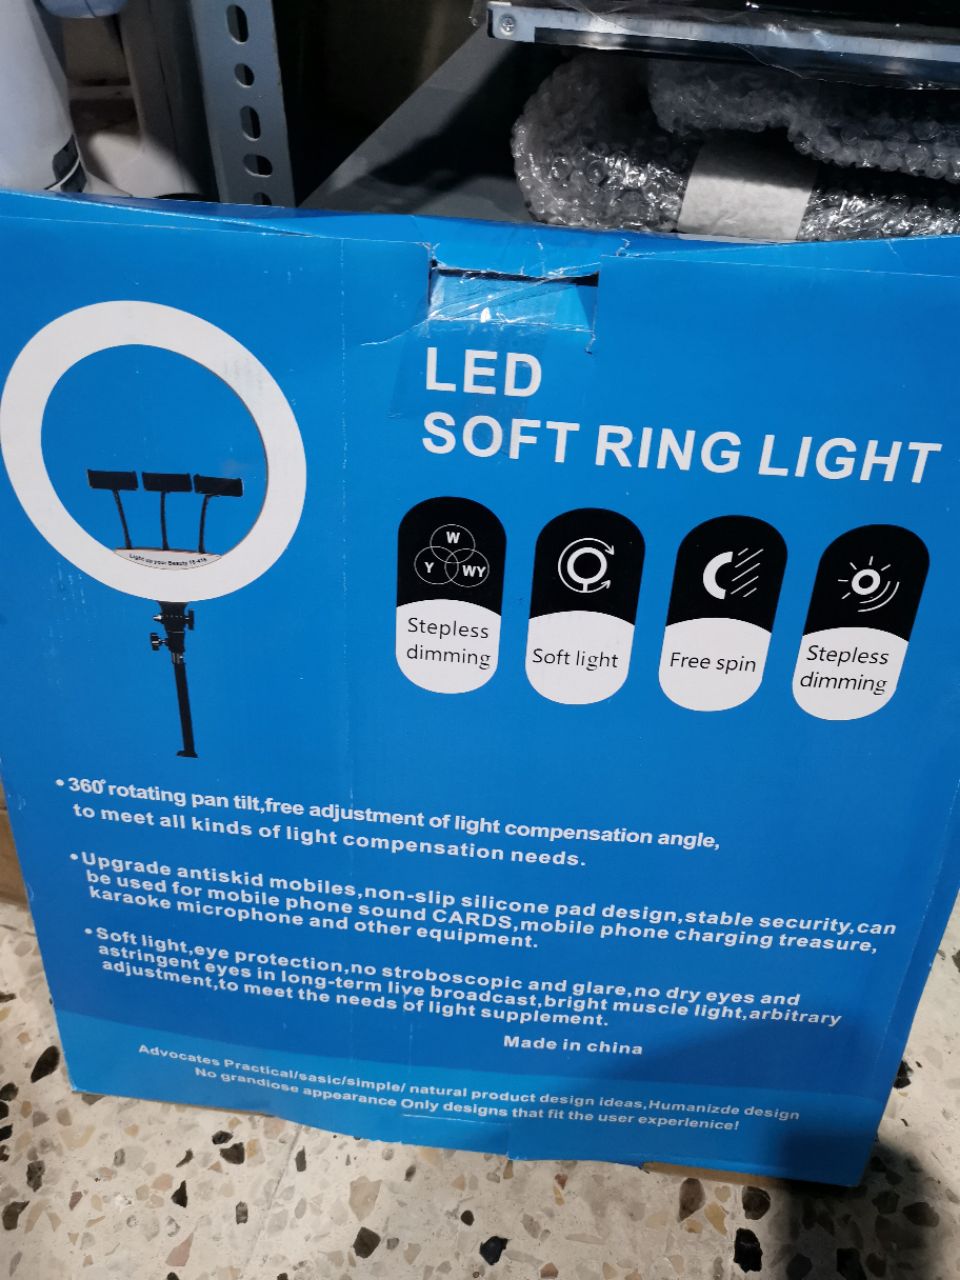 LED
SOFT RING LIGHT
W
Y WY
Stepless
dimming
Soft light
Free spin
Stepless
dimming
Light up your Beauty
• 360° rotating pan tilt,free adjustment of light compensation angle,
to meet all kinds of light compensation needs.
• Upgrade antiskid mobiles,non-slip silicone pad design,stable security,can
be used for mobile phone sound CARDS,mobile phone charging treasure,
karaoke microphone and other equipment.
• Soft light,eye protection,no stroboscopic and glare,no dry eyes and
astringent eyes in long-term live broadcast,bright muscle light,arbitrary
adjustment,to meet the needs of light supplement.
Made in china
Advocates Practical/sasic/simple/ natural product design ideas,Humanizde design
No grandiose appearance Only designs that fit the user experlenice!